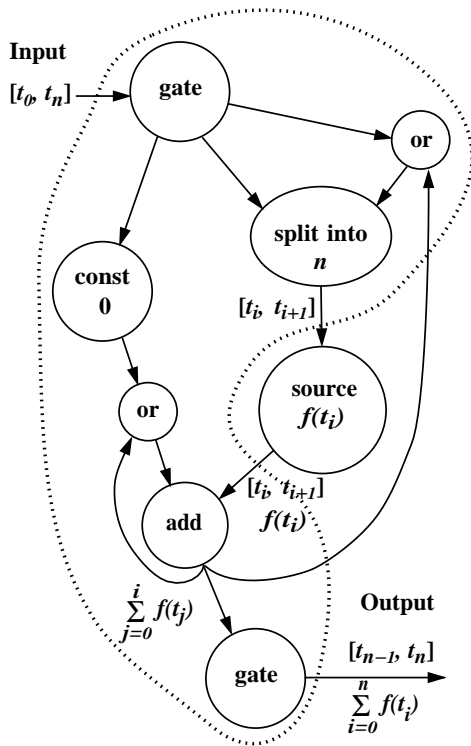 Input
[t₀, tₙ]
gate
or
split into
n
const
0
[tᵢ, tᵢ₊₁]
source
f(tᵢ)
or
[tᵢ, tᵢ₊₁]
f(tᵢ)
add
i
∑ f(tⱼ)
j=0
Output
gate
[tₙ₋₁, tₙ]
n
∑ f(tᵢ)
i=0